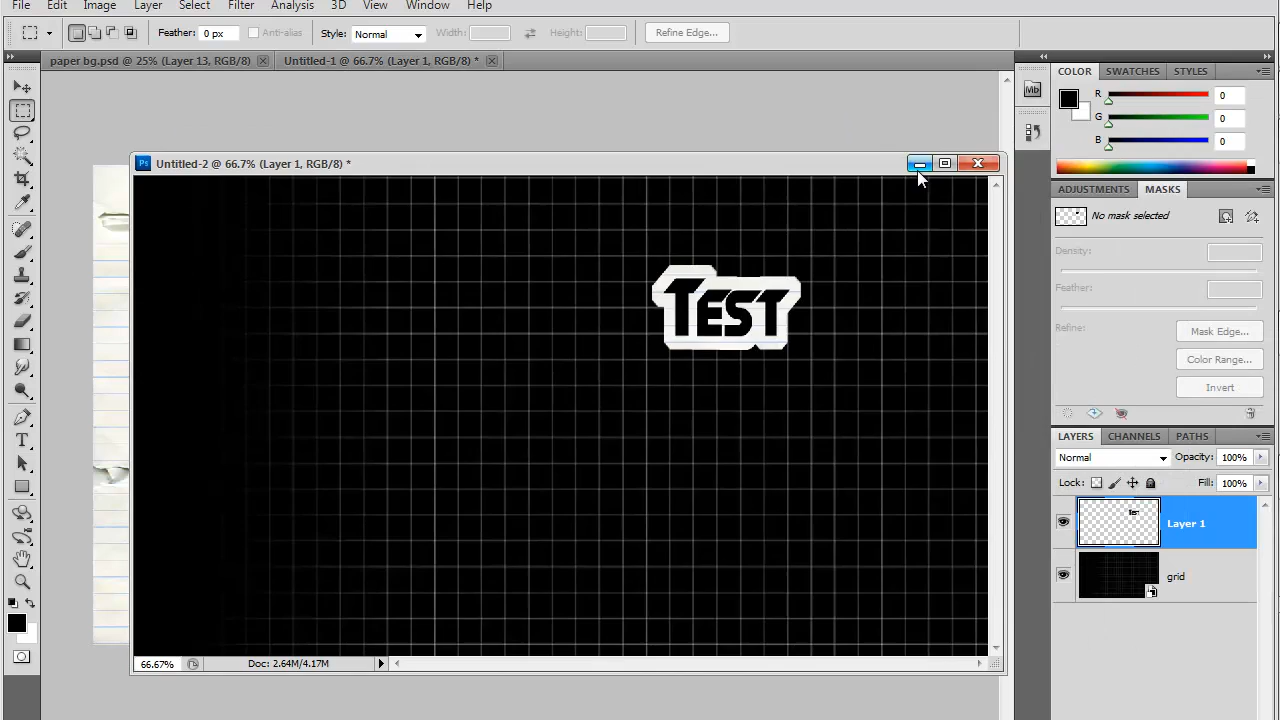 File Edit Image Layer Select Filter Analysis 3D View Window Help
Feather: 0 px Anti-alias Style: Normal Width: Height: Refine Edge...
paper bg.psd @ 25% (Layer 13, RGB/8) Untitled-1 @ 66.7% (Layer 1, RGB/8) *
COLOR SWATCHES STYLES
Mb
R 0
G 0
B 0
Ps Untitled-2 @ 66.7% (Layer 1, RGB/8) *
TEST
ADJUSTMENTS MASKS
No mask selected
Density:
Feather:
Refine: Mask Edge...
Color Range...
Invert
LAYERS CHANNELS PATHS
Normal Opacity: 100%
Lock: Fill: 100%
Layer 1
grid
T
66.67% Doc: 2.64M/4.17M